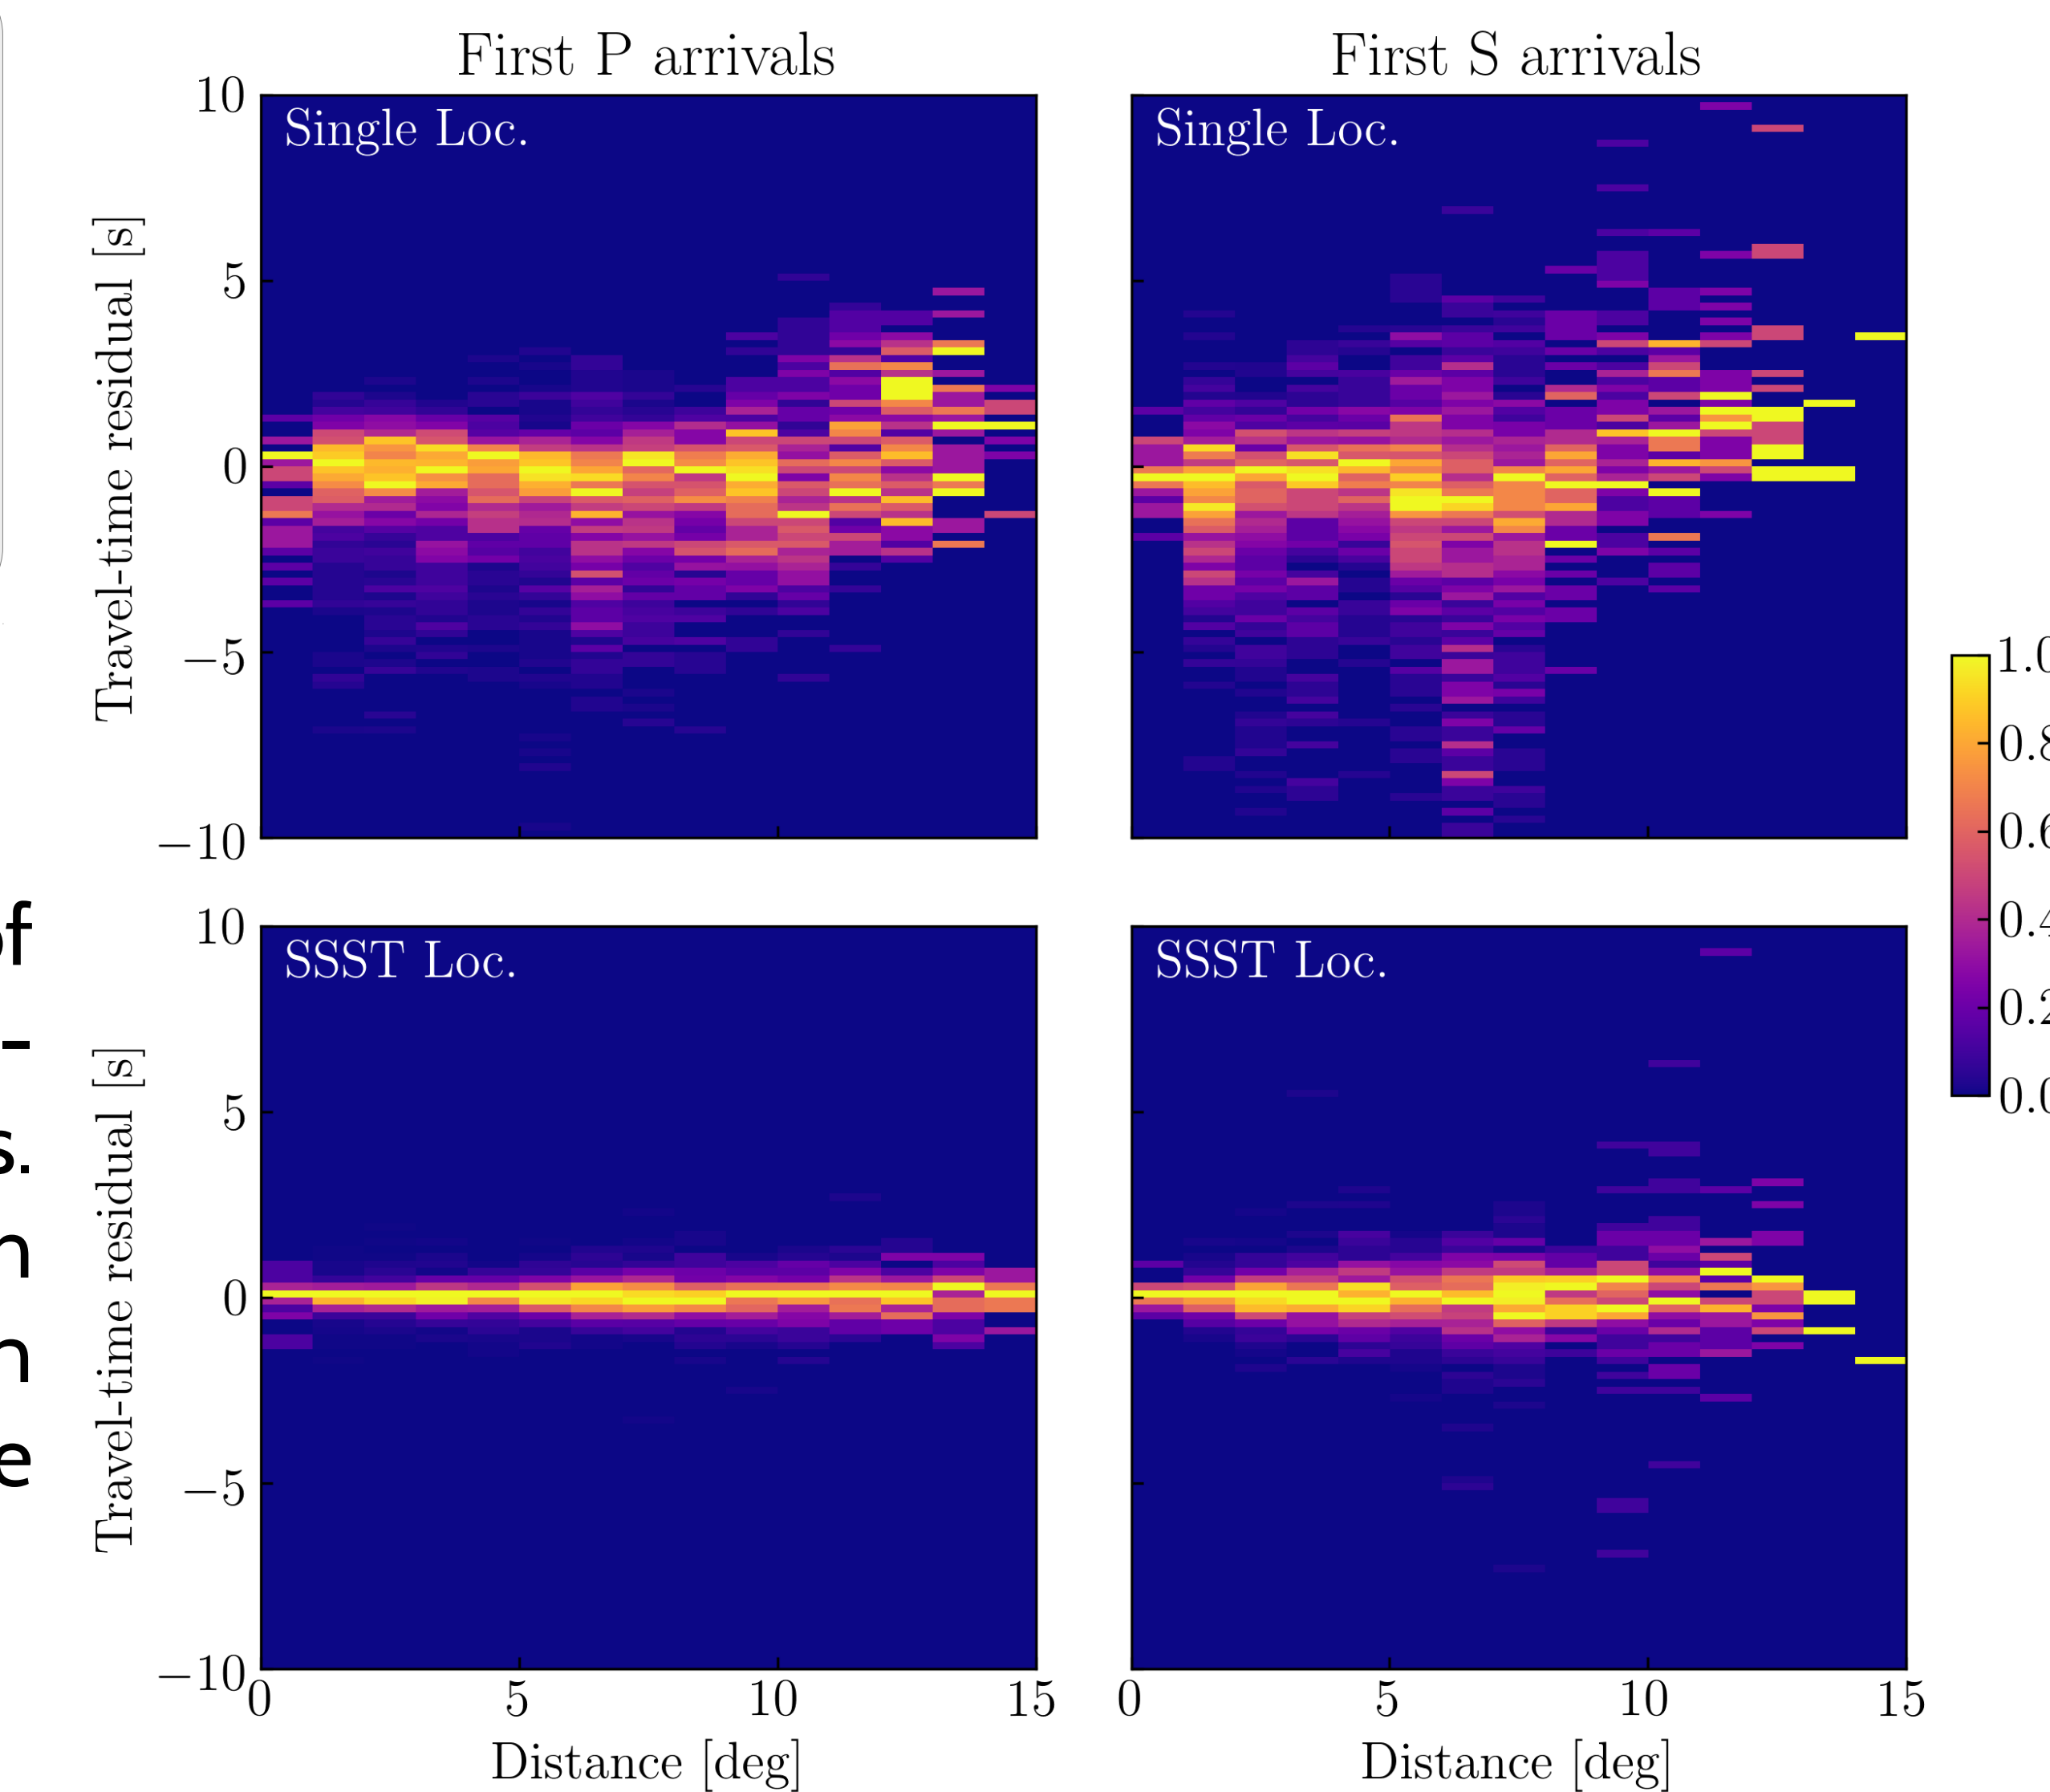 First P arrivals
First S arrivals
Single Loc.
Single Loc.
Travel-time residual [s]
10
5
0
−5
−10
SSST Loc.
SSST Loc.
Travel-time residual [s]
10
5
0
−5
−10
0 5 10 15
0 5 10 15
Distance [deg]
Distance [deg]
of
-
s.
n
n
e